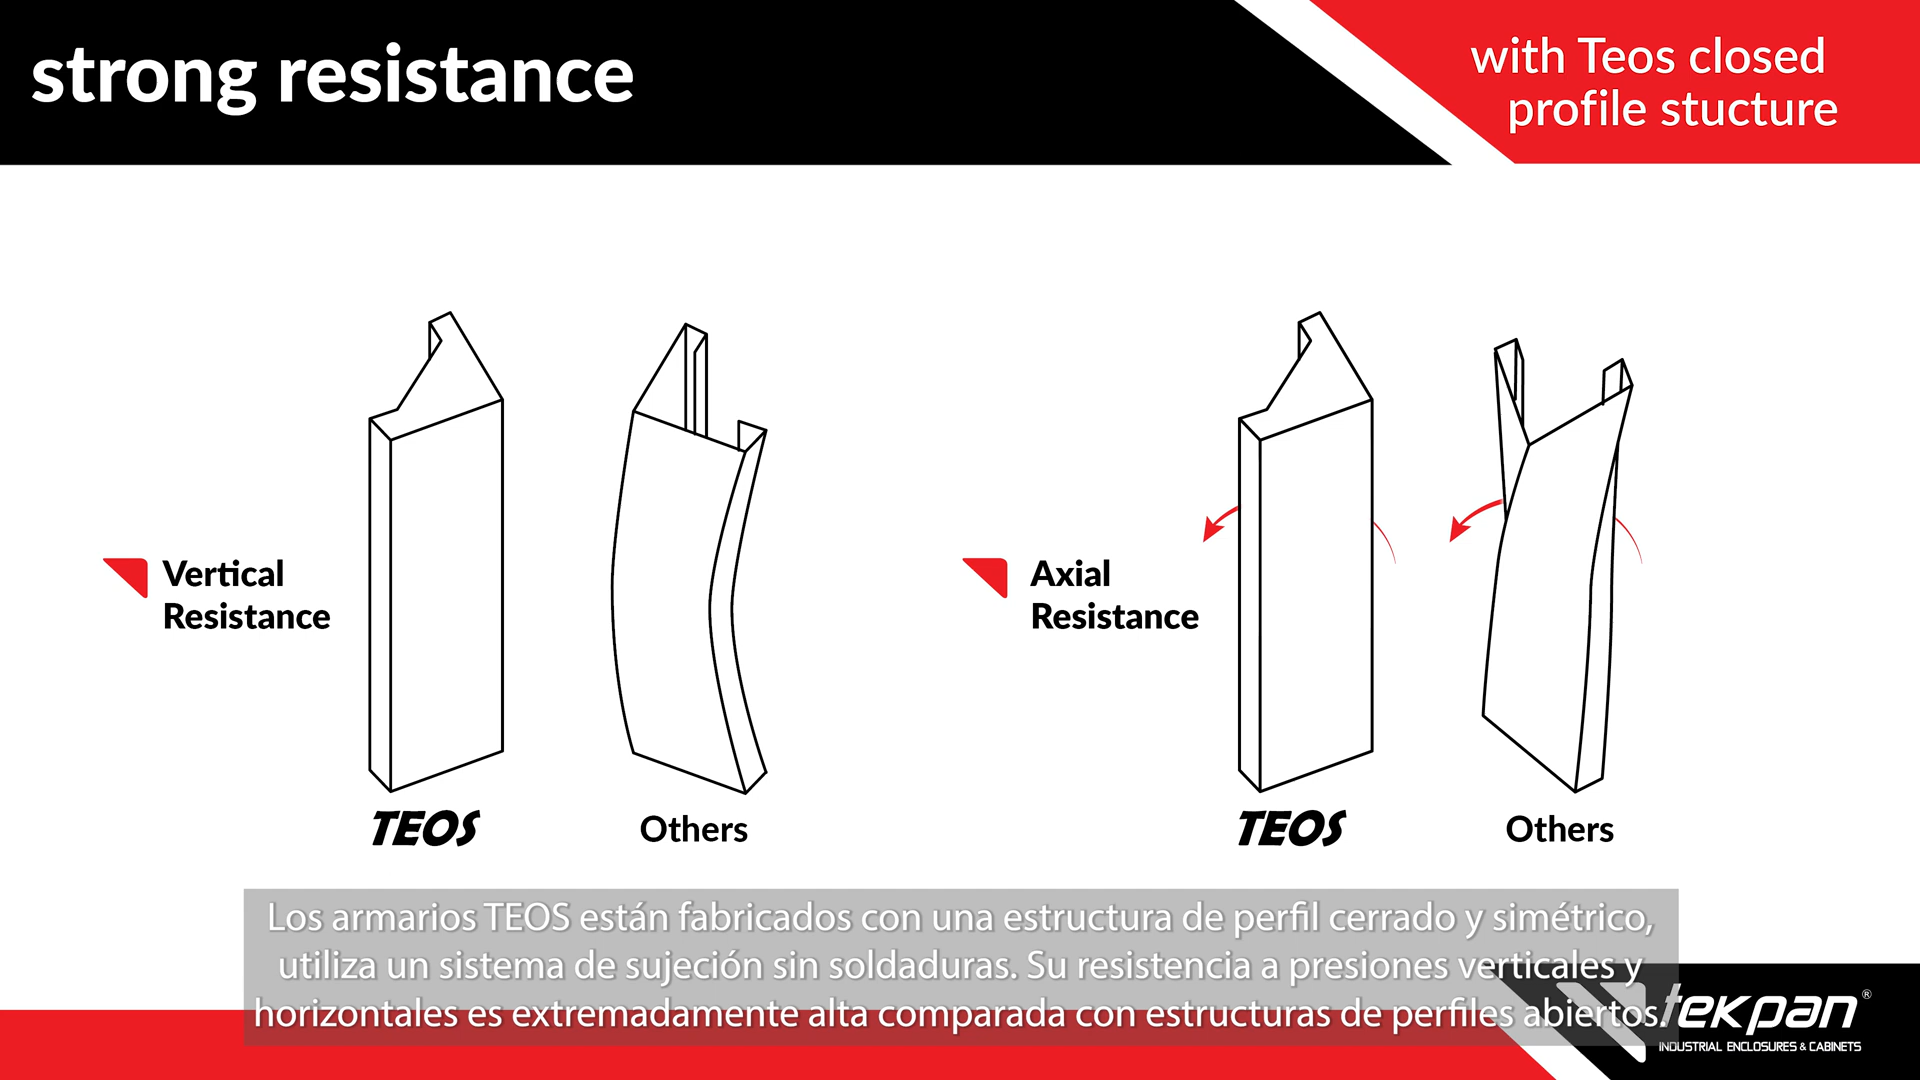 strong resistance
with Teos closed
profile stucture
Vertical
Resistance
TEOS
Others
Axial
Resistance
TEOS
Others
Los armarios TEOS están fabricados con una estructura de perfil cerrado y simétrico,
utiliza un sistema de sujeción sin soldaduras. Su resistencia a presiones verticales y
horizontales es extremadamente alta comparada con estructuras de perfiles abiertos.
tekpan®
INDUSTRIAL ENCLOSURES & CABINETS